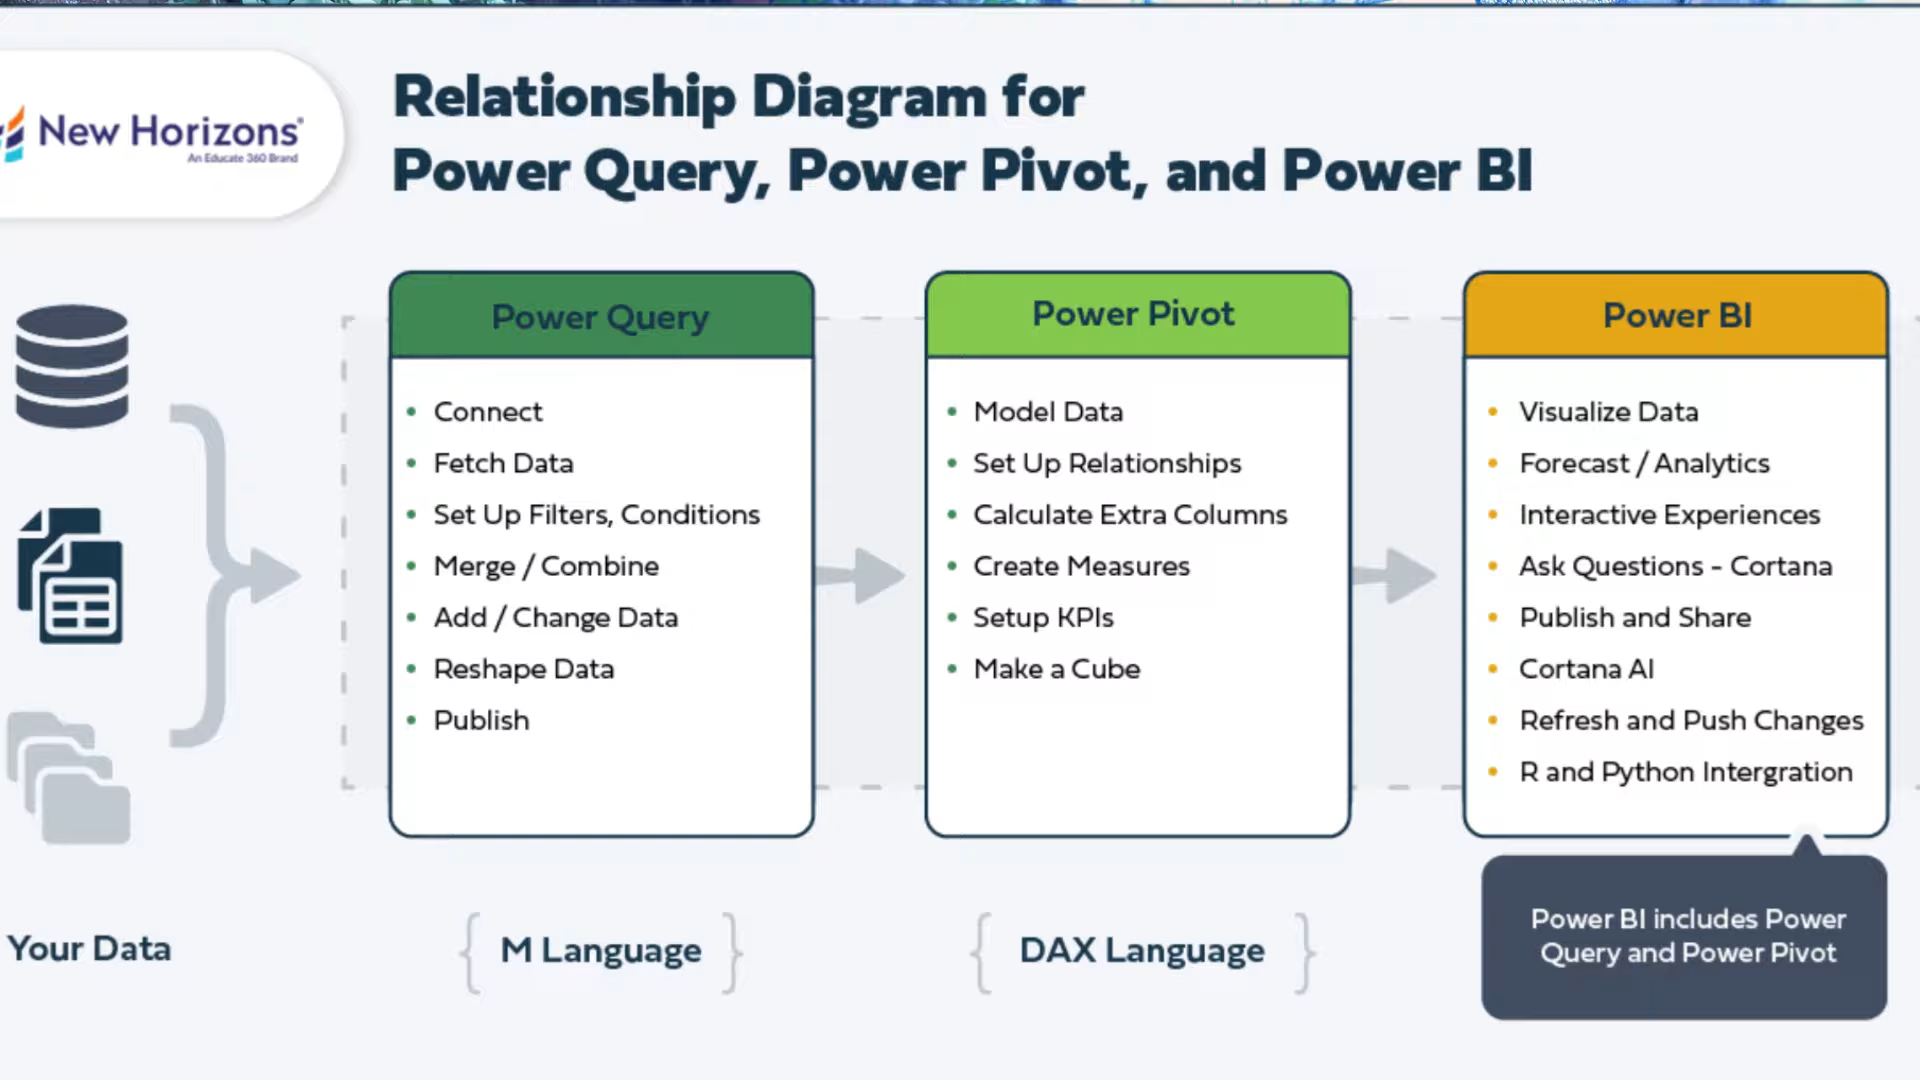 New Horizons®
An Educate 360 Brand
Relationship Diagram for
Power Query, Power Pivot, and Power BI
Power Query
• Connect
• Fetch Data
• Set Up Filters, Conditions
• Merge / Combine
• Add / Change Data
• Reshape Data
• Publish
Power Pivot
• Model Data
• Set Up Relationships
• Calculate Extra Columns
• Create Measures
• Setup KPIs
• Make a Cube
Power BI
• Visualize Data
• Forecast / Analytics
• Interactive Experiences
• Ask Questions - Cortana
• Publish and Share
• Cortana AI
• Refresh and Push Changes
• R and Python Intergration
Your Data
{ M Language }
{ DAX Language }
Power BI includes Power
Query and Power Pivot